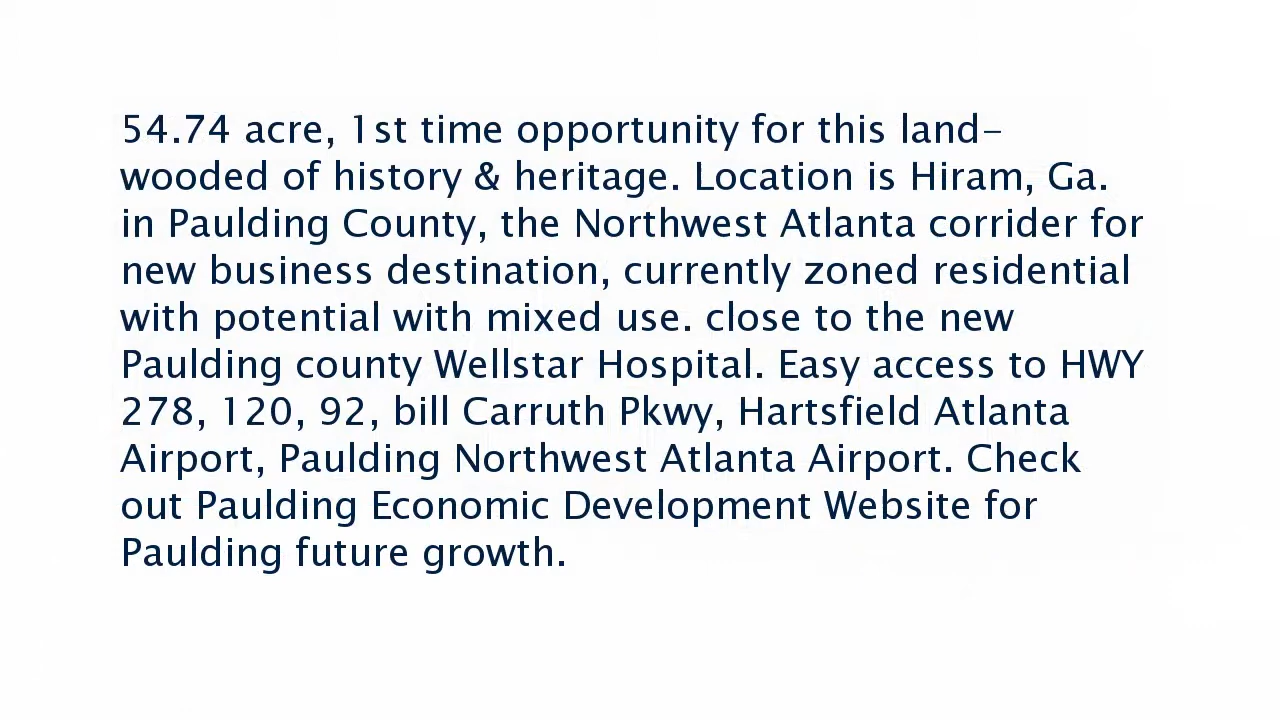 54.74 acre, 1st time opportunity for this land-
wooded of history & heritage. Location is Hiram, Ga.
in Paulding County, the Northwest Atlanta corrider for
new business destination, currently zoned residential
with potential with mixed use. close to the new
Paulding county Wellstar Hospital. Easy access to HWY
278, 120, 92, bill Carruth Pkwy, Hartsfield Atlanta
Airport, Paulding Northwest Atlanta Airport. Check
out Paulding Economic Development Website for
Paulding future growth.